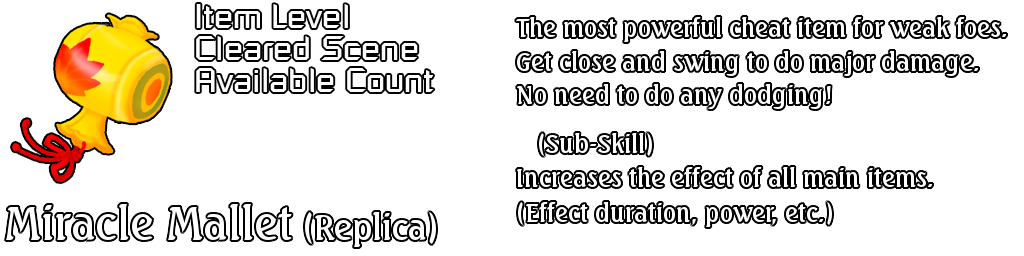 Item Level
Cleared Scene
Available Count
Miracle Mallet (Replica)
The most powerful cheat item for weak foes.
Get close and swing to do major damage.
No need to do any dodging!
(Sub-Skill)
Increases the effect of all main items.
(Effect duration, power, etc.)